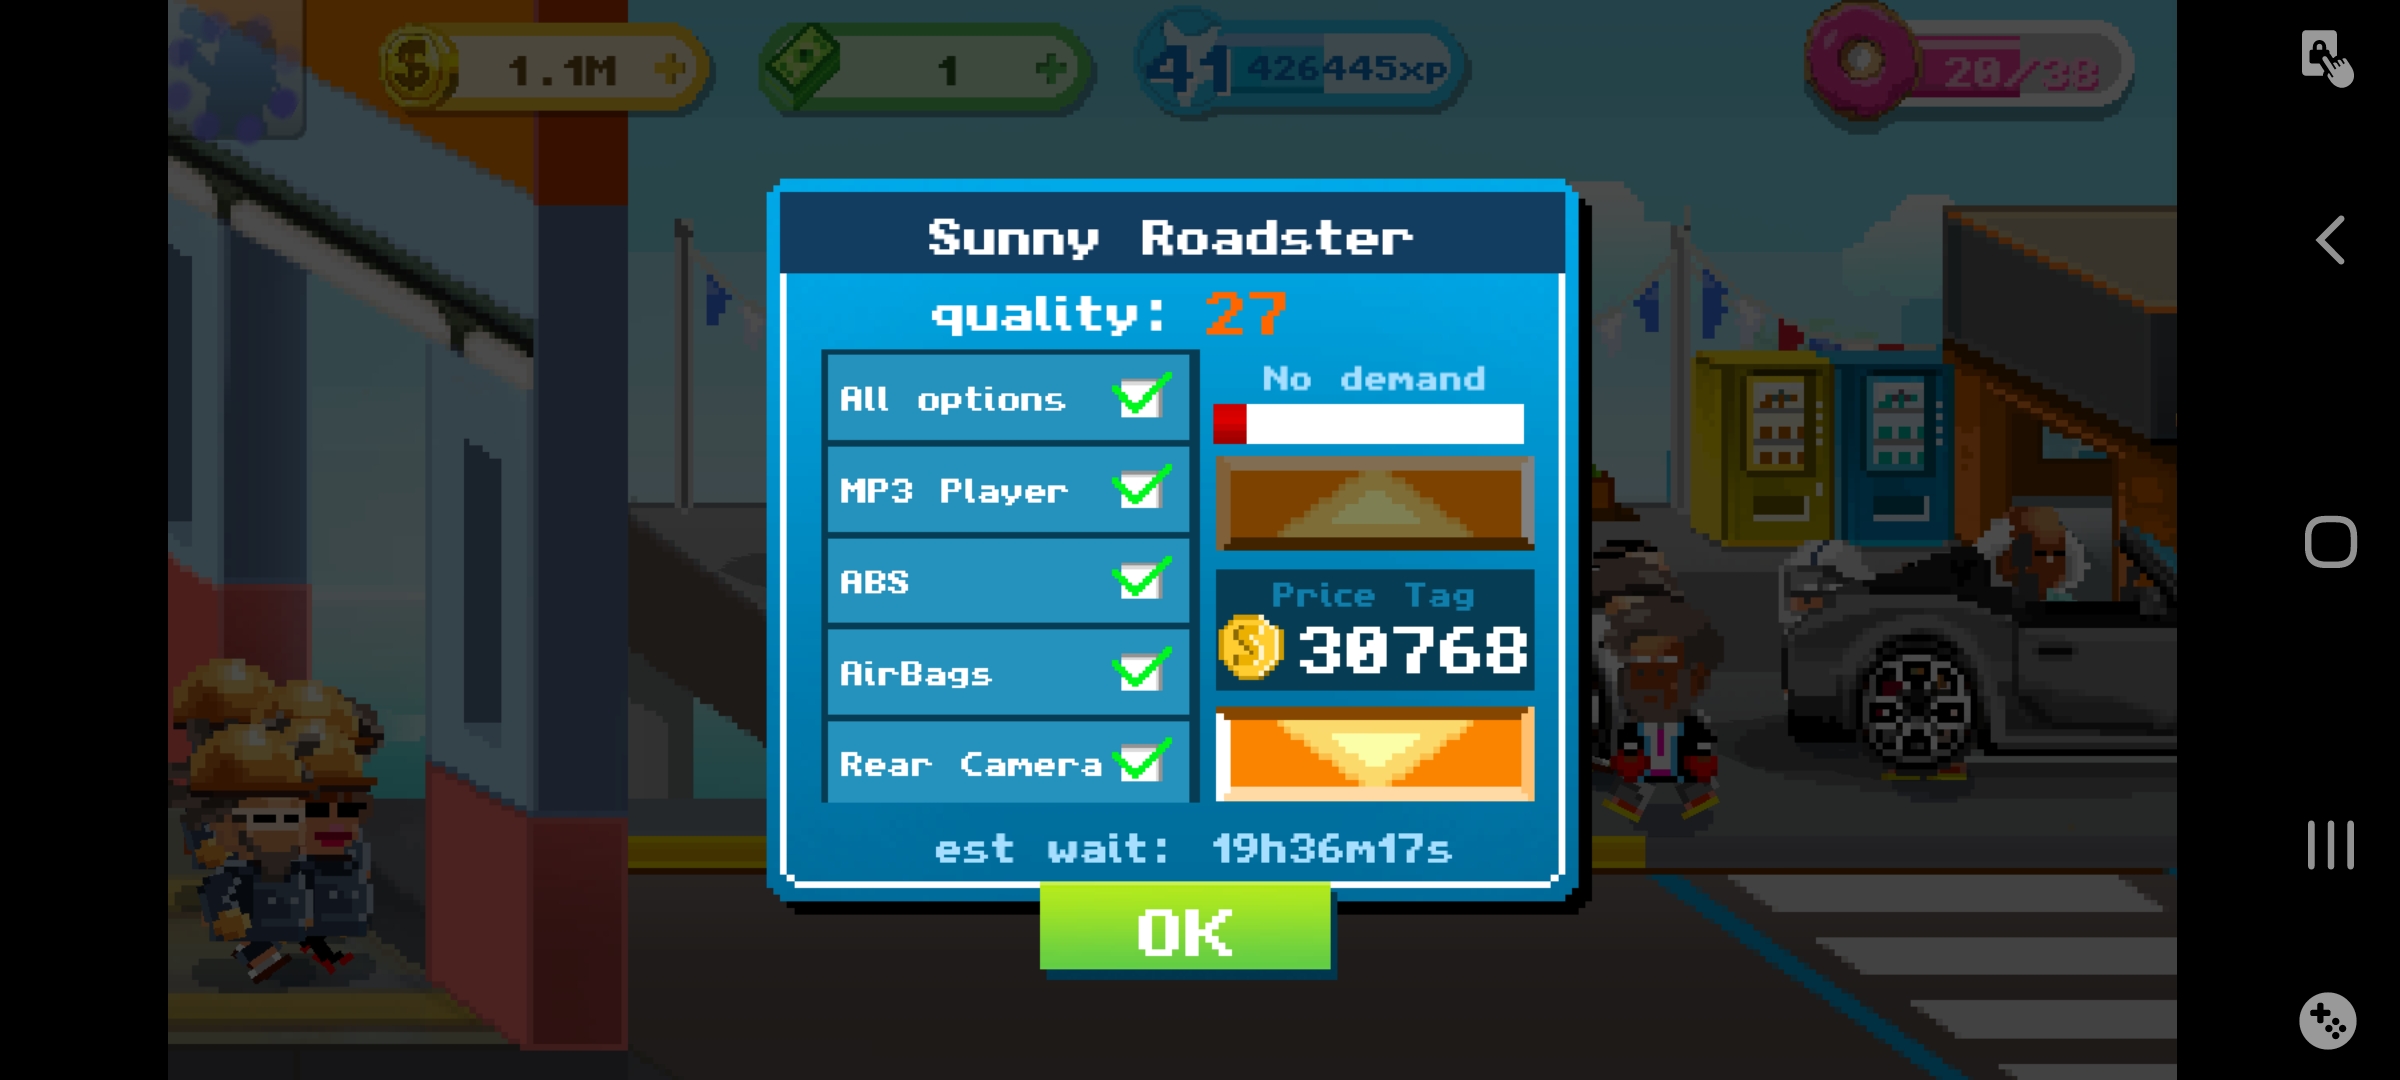 1.1M
1
41
426445xp
20/38
Sunny Roadster
quality: 27
All options
MP3 Player
ABS
AirBags
Rear Camera
No demand
Price Tag
30768
est wait: 19h36m17s
OK